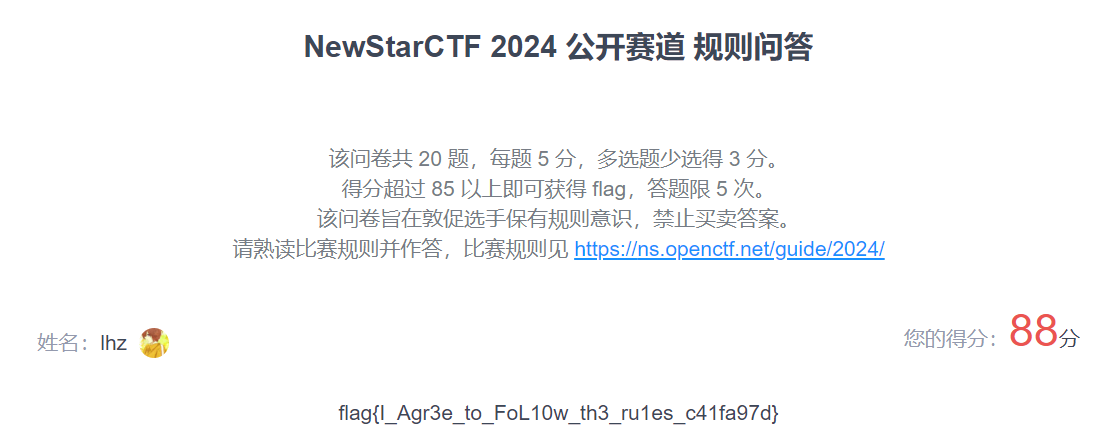 NewStarCTF 2024 公开赛道 规则问答
该问卷共 20 题，每题 5 分，多选题少选得 3 分。
得分超过 85 以上即可获得 flag，答题限 5 次。
该问卷旨在敦促选手保有规则意识，禁止买卖答案。
请熟读比赛规则并作答，比赛规则见 https://ns.openctf.net/guide/2024/
姓名：lhz
您的得分：88分
flag{I_Agr3e_to_FoL10w_th3_ru1es_c41fa97d}